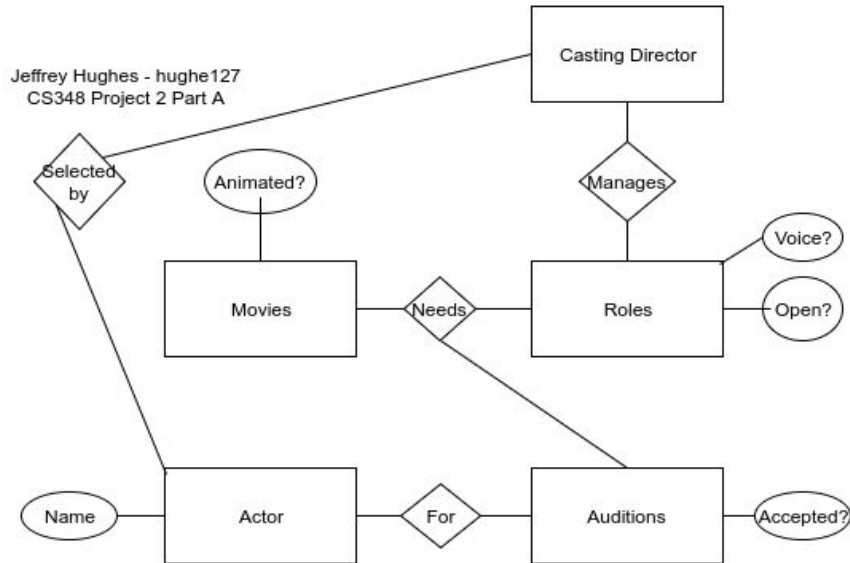 Casting Director
Jeffrey Hughes - hughe127
CS348 Project 2 Part A
Selected
by
Animated?
Manages
Voice?
Movies
Needs
Roles
Open?
Name
Actor
For
Auditions
Accepted?